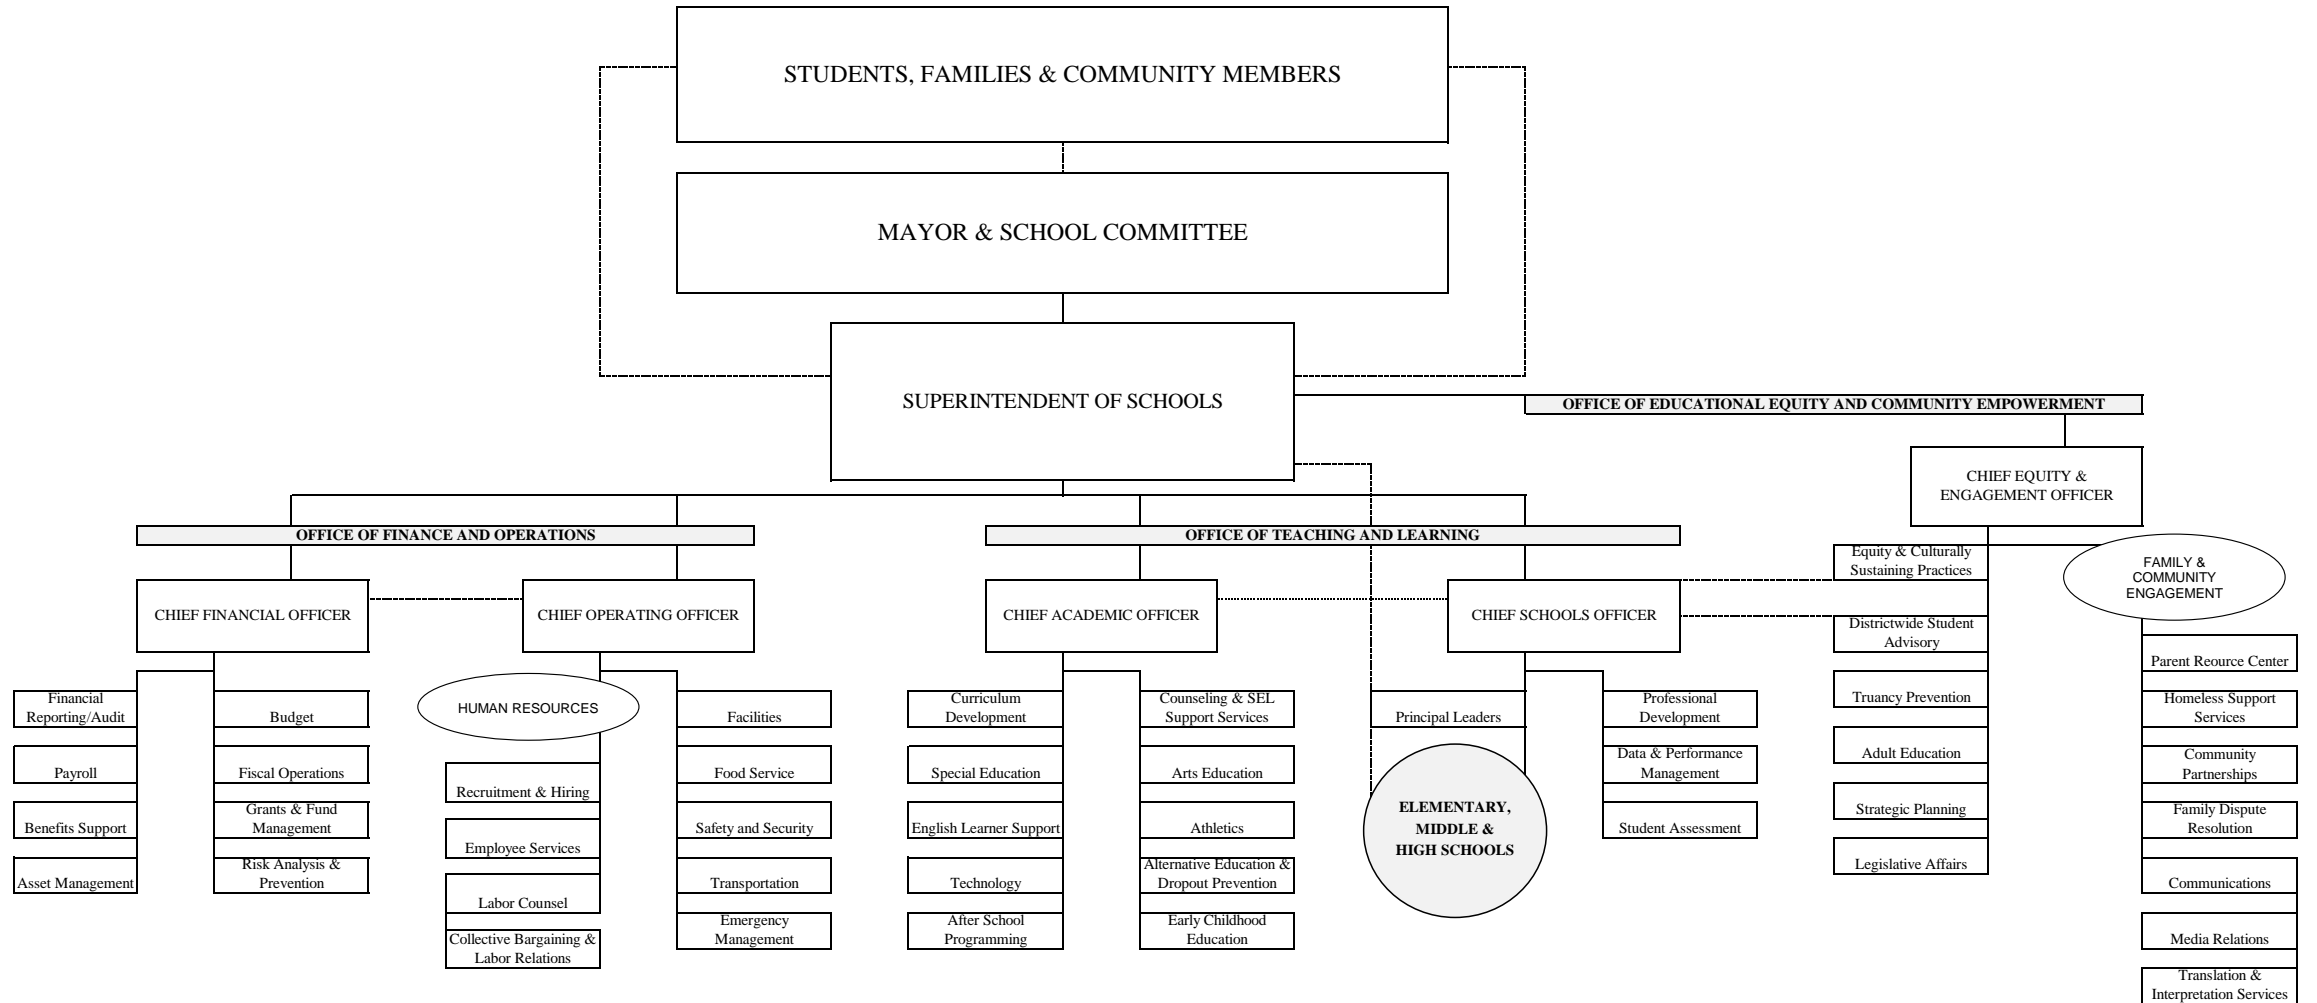 STUDENTS, FAMILIES & COMMUNITY MEMBERS
MAYOR & SCHOOL COMMITTEE
SUPERINTENDENT OF SCHOOLS
OFFICE OF EDUCATIONAL EQUITY AND COMMUNITY EMPOWERMENT
CHIEF EQUITY &
ENGAGEMENT OFFICER
OFFICE OF FINANCE AND OPERATIONS
OFFICE OF TEACHING AND LEARNING
CHIEF FINANCIAL OFFICER
CHIEF OPERATING OFFICER
CHIEF ACADEMIC OFFICER
CHIEF SCHOOLS OFFICER
Financial
Reporting/Audit
Payroll
Benefits Support
Asset Management
Budget
Fiscal Operations
Grants & Fund
Management
Risk Analysis &
Prevention
HUMAN RESOURCES
Recruitment & Hiring
Employee Services
Labor Counsel
Collective Bargaining &
Labor Relations
Facilities
Food Service
Safety and Security
Transportation
Emergency
Management
Curriculum
Development
Special Education
English Learner Support
Technology
After School
Programming
Counseling & SEL
Support Services
Arts Education
Athletics
Alternative Education &
Dropout Prevention
Early Childhood
Education
Principal Leaders
ELEMENTARY,
MIDDLE &
HIGH SCHOOLS
Professional
Development
Data & Performance
Management
Student Assessment
Equity & Culturally
Sustaining Practices
Districtwide Student
Advisory
Truancy Prevention
Adult Education
Strategic Planning
Legislative Affairs
FAMILY &
COMMUNITY
ENGAGEMENT
Parent Reource Center
Homeless Support
Services
Community
Partnerships
Family Dispute
Resolution
Communications
Media Relations
Translation &
Interpretation Services